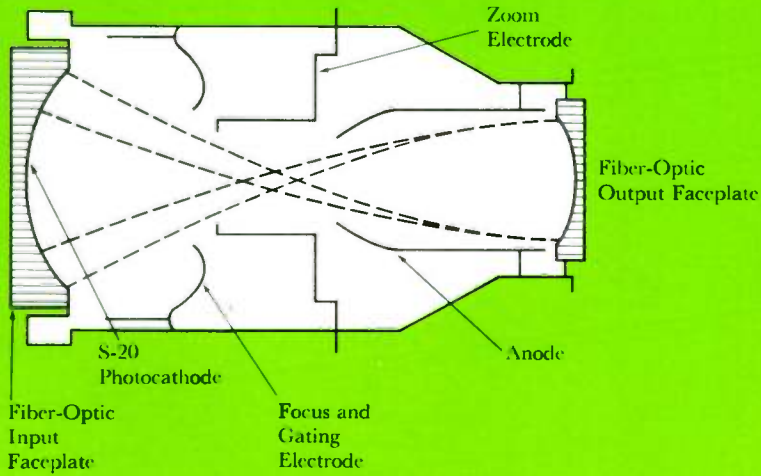 Zoom
Electrode
Fiber-Optic
Output Faceplate
S-20
Photocathode
Anode
Fiber-Optic
Input
Faceplate
Focus and
Gating
Electrode